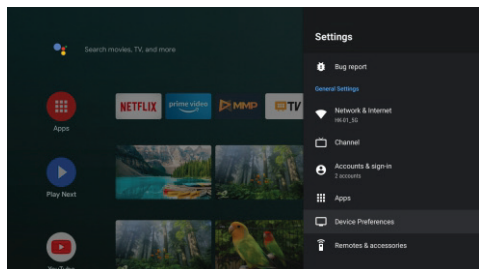 Settings
Search movies, TV, and more
Bug report
General Settings
NETFLIX
prime video
MMP
TV
Network & Internet
HK-01_5G
Apps
Channel
Accounts & sign-in
2 accounts
Apps
Play Next
Device Preferences
Remotes & accessories
YouTube